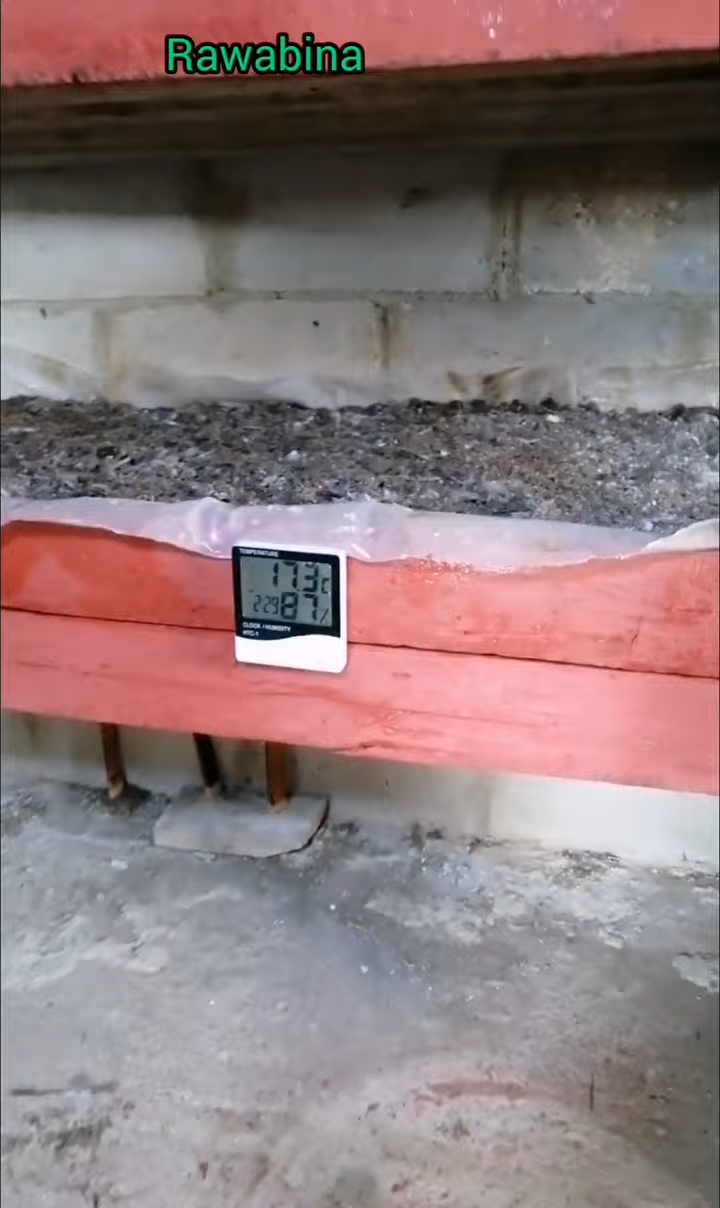 Rawabina
TEMPERATURE
17.3°C
2:29 87%
CLOCK / HUMIDITY
HTC-1